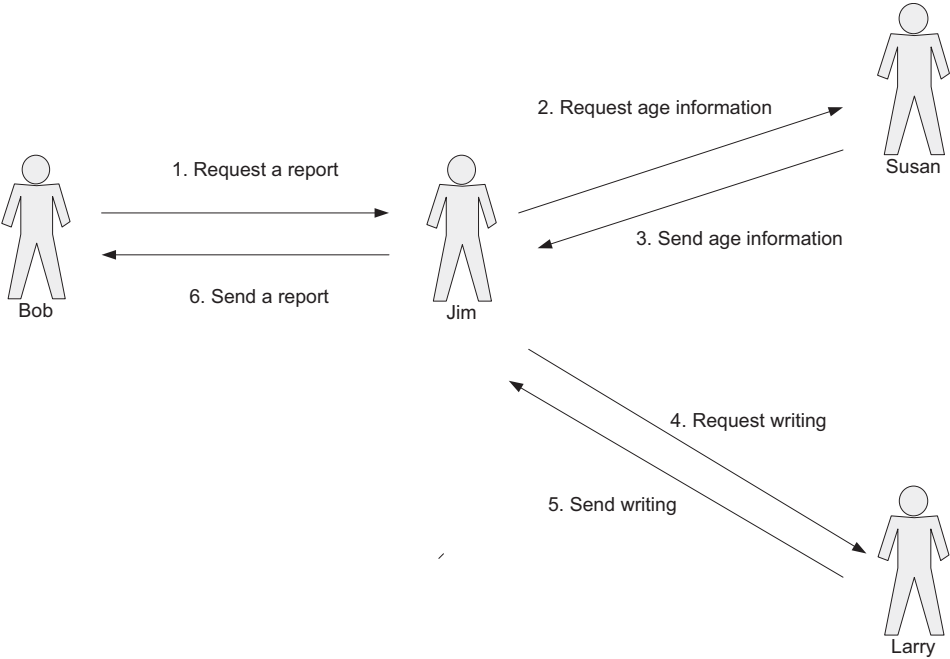 Susan
2. Request age information
3. Send age information
1. Request a report
6. Send a report
Bob
Jim
4. Request writing
5. Send writing
Larry